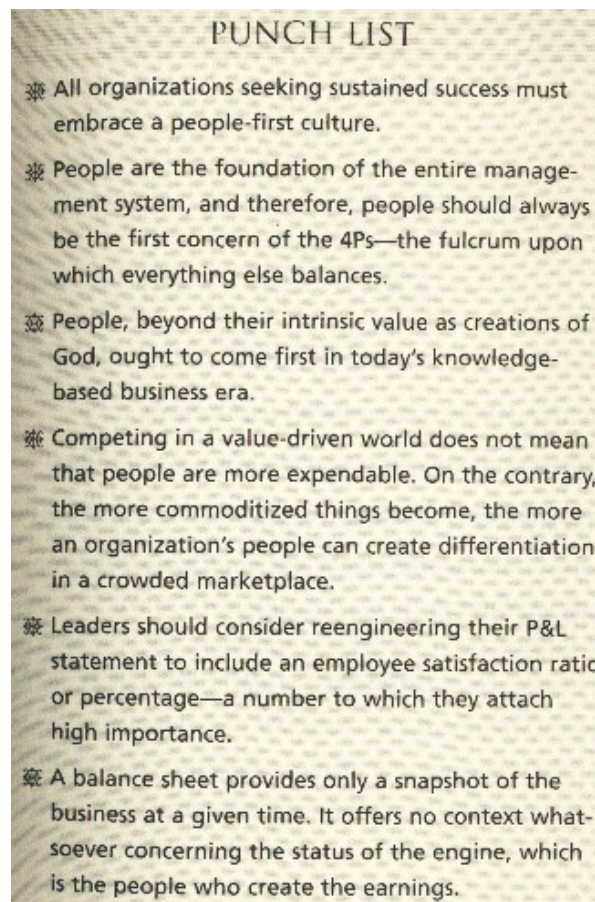 PUNCH LIST
All organizations seeking sustained success must
embrace a people-first culture.
People are the foundation of the entire manage-
ment system, and therefore, people should always
be the first concern of the 4Ps—the fulcrum upon
which everything else balances.
People, beyond their intrinsic value as creations of
God, ought to come first in today's knowledge-
based business era.
Competing in a value-driven world does not mean
that people are more expendable. On the contrary,
the more commoditized things become, the more
an organization's people can create differentiation
in a crowded marketplace.
Leaders should consider reengineering their P&L
statement to include an employee satisfaction ratio
or percentage—a number to which they attach
high importance.
A balance sheet provides only a snapshot of the
business at a given time. It offers no context what-
soever concerning the status of the engine, which
is the people who create the earnings.